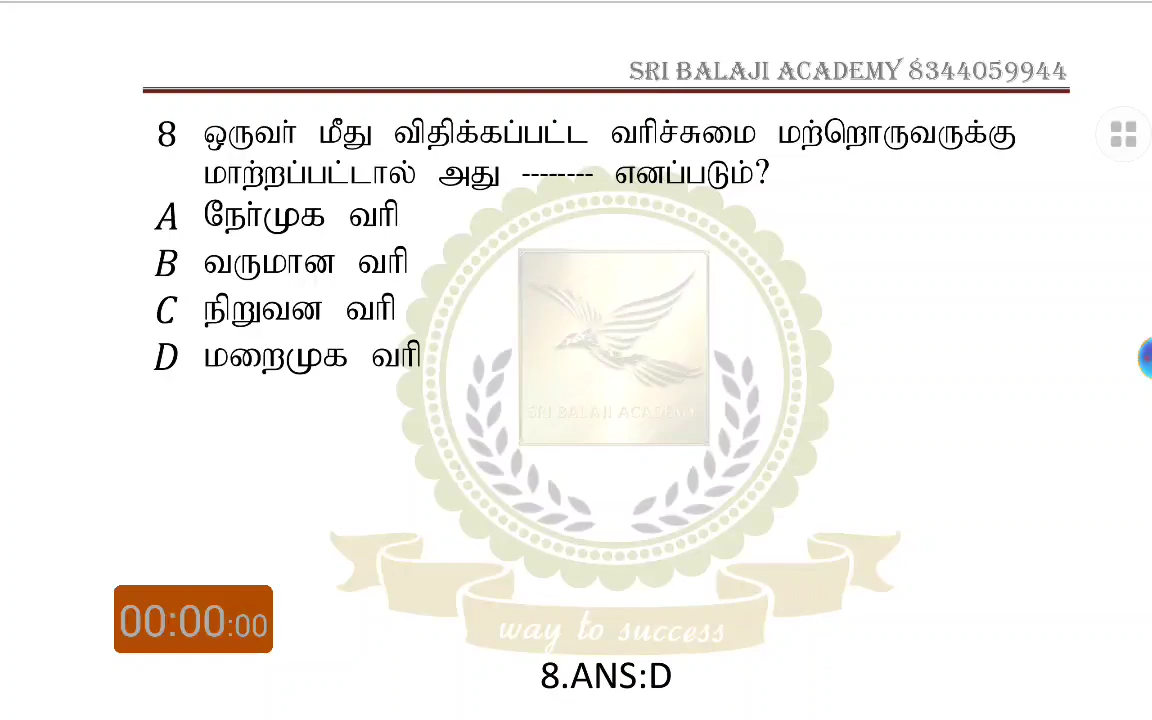 SRI BALAJI ACADEMY 8344059944
8 ஒருவர் மீது விதிக்கப்பட்ட வரிச்சுமை மற்றொருவருக்கு
மாற்றப்பட்டால் அது -------- எனப்படும்?
A நேர்முக வரி
B வருமான வரி
C நிறுவன வரி
D மறைமுக வரி
SRI BALAJI ACADEMY
00:00:00
way to success
8.ANS:D